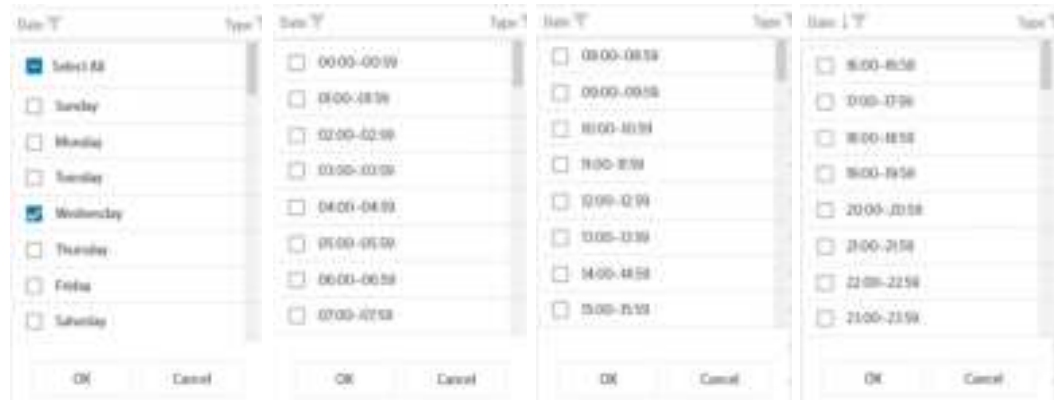 Date Type
Select All
Sunday
Monday
Tuesday
Wednesday
Thursday
Friday
Saturday
OK Cancel
Date Type
00:00-00:59
01:00-01:59
02:00-02:59
03:00-03:59
04:00-04:59
05:00-05:59
06:00-06:59
07:00-07:59
OK Cancel
Date Type
08:00-08:59
09:00-09:59
10:00-10:59
11:00-11:59
12:00-12:59
13:00-13:59
14:00-14:59
15:00-15:59
OK Cancel
Date Type
16:00-16:59
17:00-17:59
18:00-18:59
19:00-19:59
20:00-20:59
21:00-21:59
22:00-22:59
23:00-23:59
OK Cancel